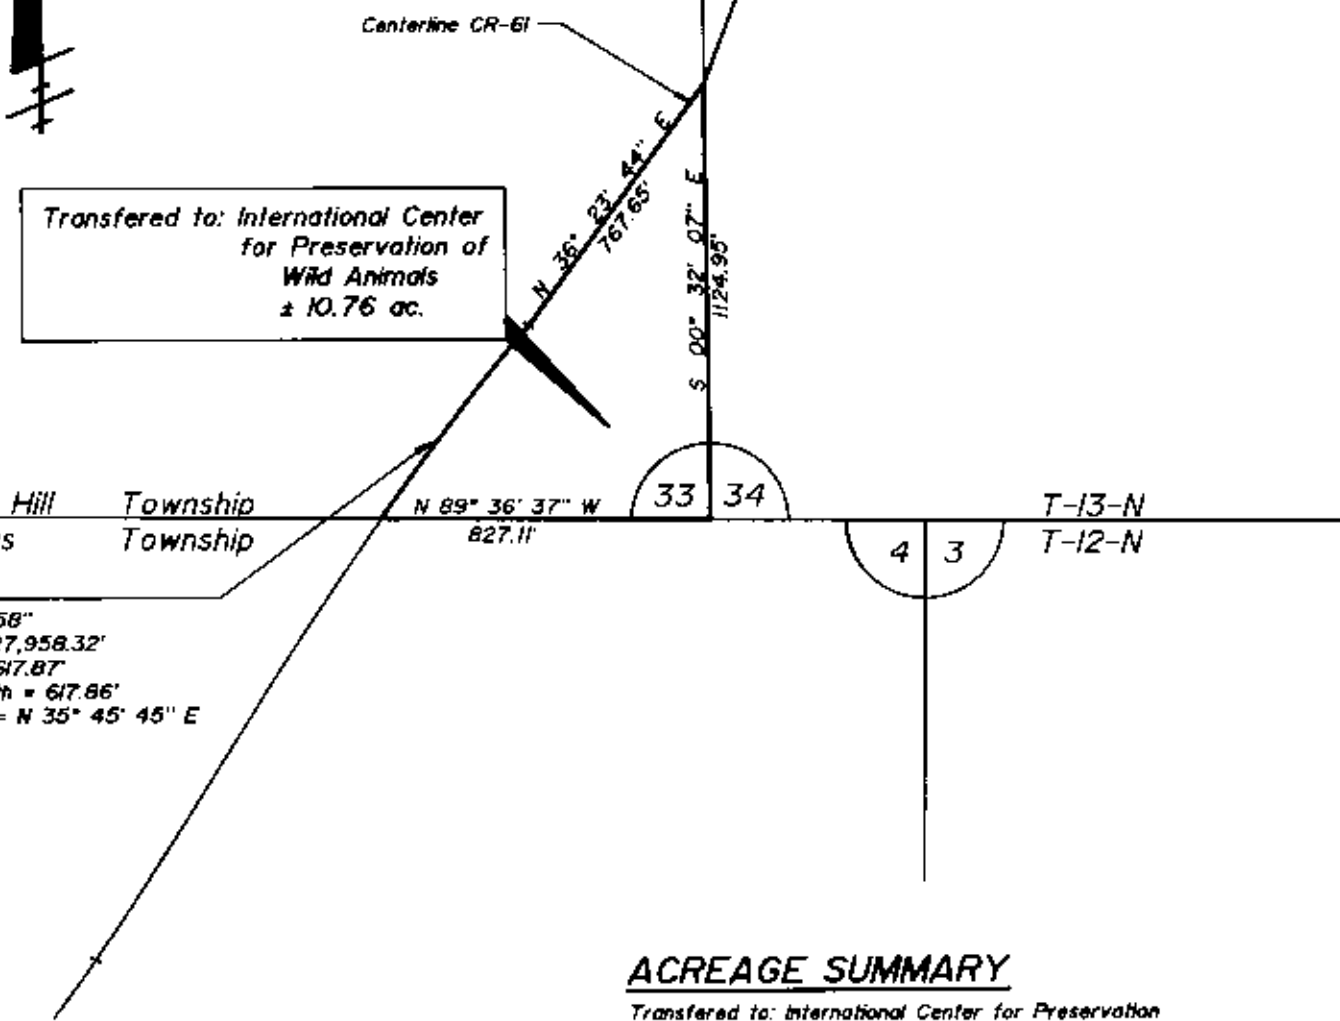 Centerline CR-61
N 36° 23' 44" E
767.65'
S 00° 32' 07" E
1124.95'
Transfered to: International Center
for Preservation of
Wild Animals
± 10.76 ac.
Hill Township
N 89° 36' 37" W
827.11'
33 34
T-13-N
s Township
4 3
T-12-N
58"
27,958.32'
617.87'
th = 617.86'
= N 35° 45' 45" E
ACREAGE SUMMARY
Transfered to: International Center for Preservation